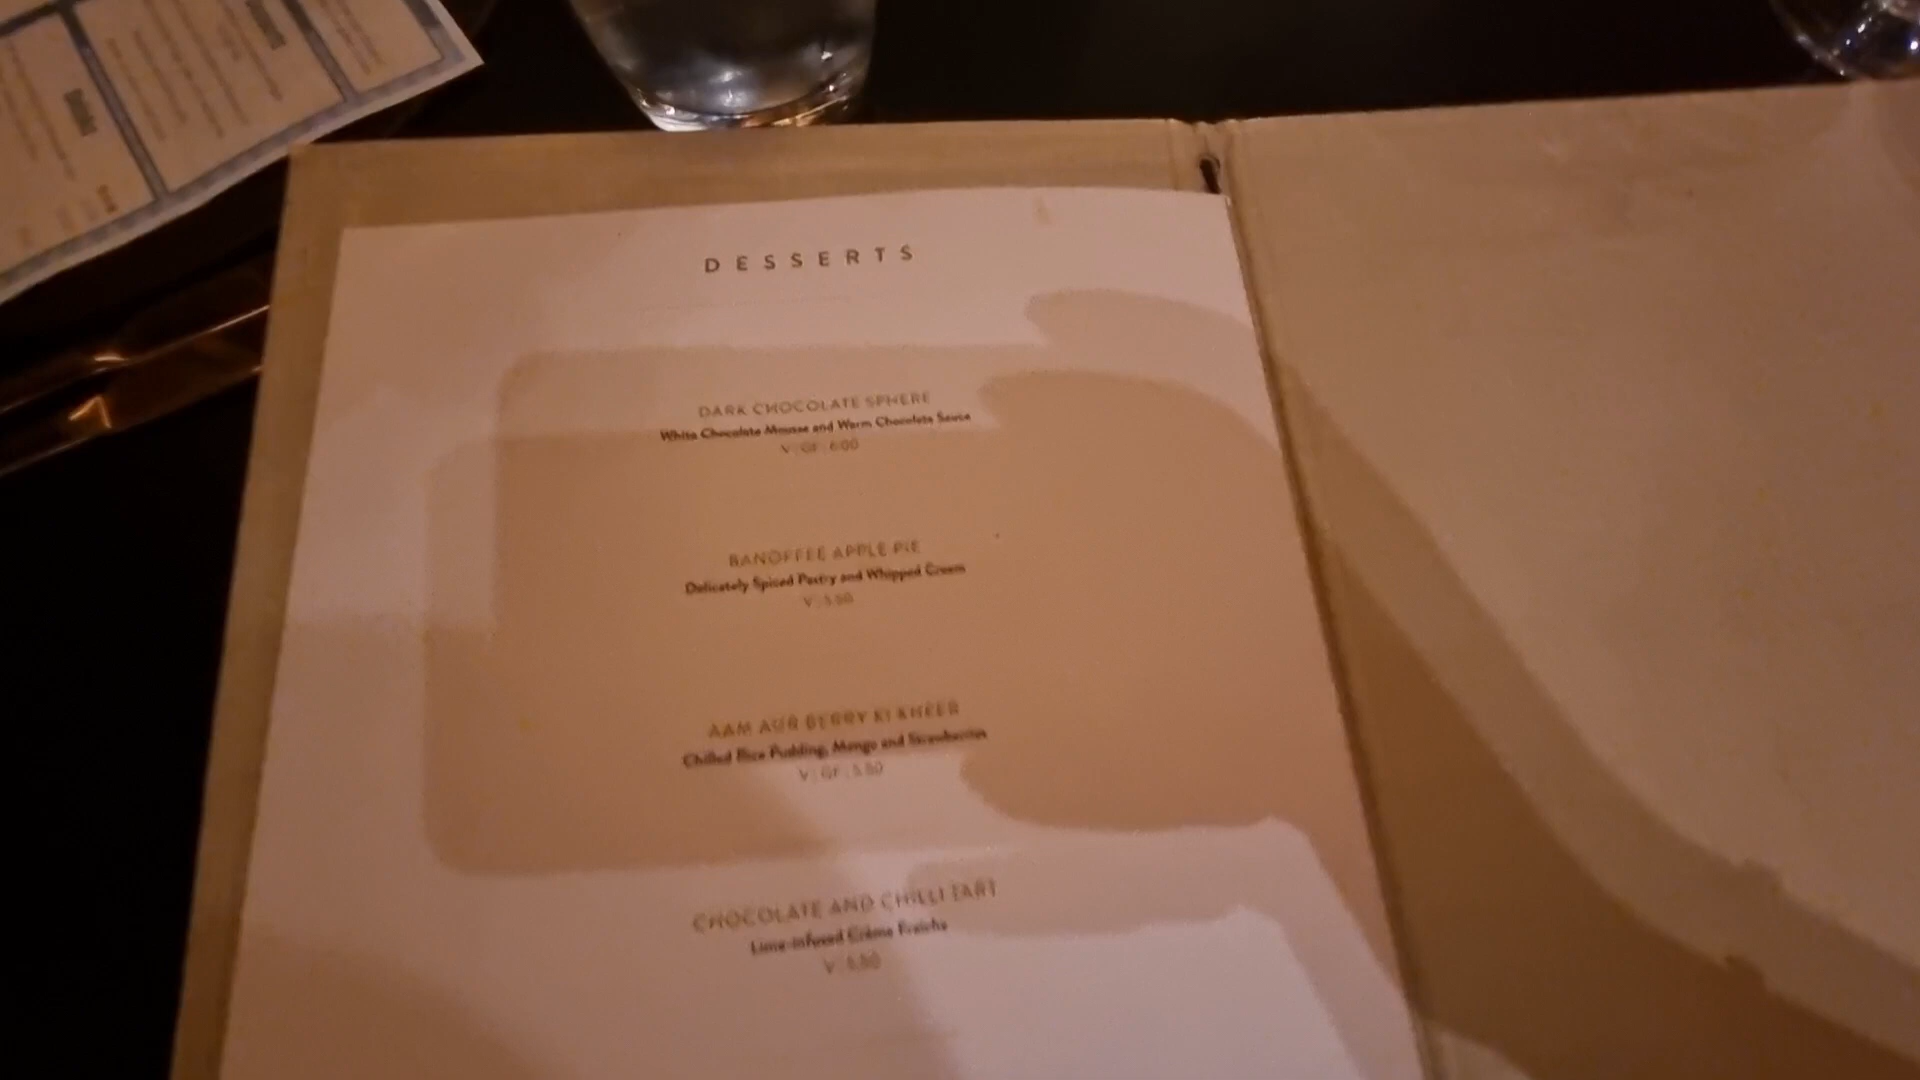 DESSERTS
DARK CHOCOLATE SPHERE
White Chocolate Mousse and Warm Chocolate Sauce
V . GF . 6.00
BANOFFEE APPLE PIE
Delicately Spiced Pastry and Whipped Cream
V . 5.50
AAM AUR BERRY KI KHEER
Chilled Rice Pudding, Mango and Strawberries
V . GF . 5.50
CHOCOLATE AND CHILLI TART
Lime-infused Crème Fraîche
V . 5.50